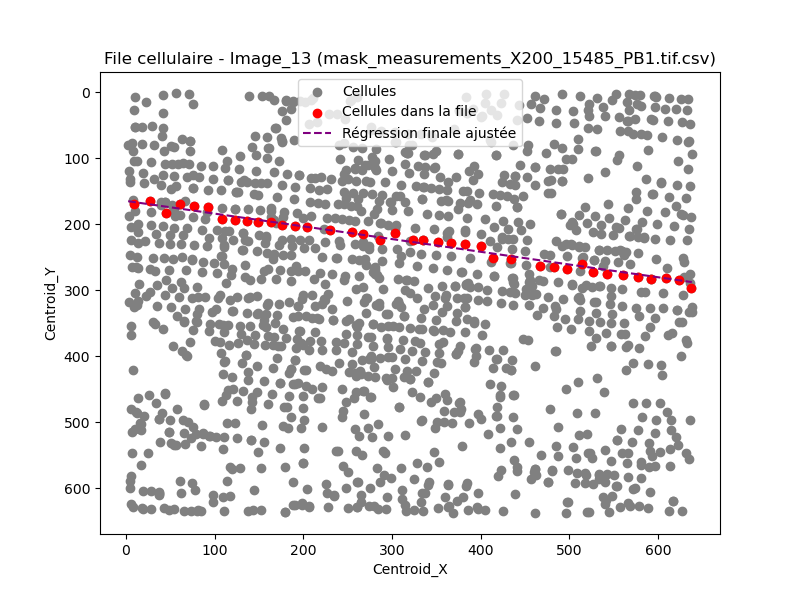 File cellulaire - Image_13 (mask_measurements_X200_15485_PB1.tif.csv)
Cellules
Cellules dans la file
Régression finale ajustée
0
100
200
300
400
500
600
Centroid_Y
0 100 200 300 400 500 600
Centroid_X